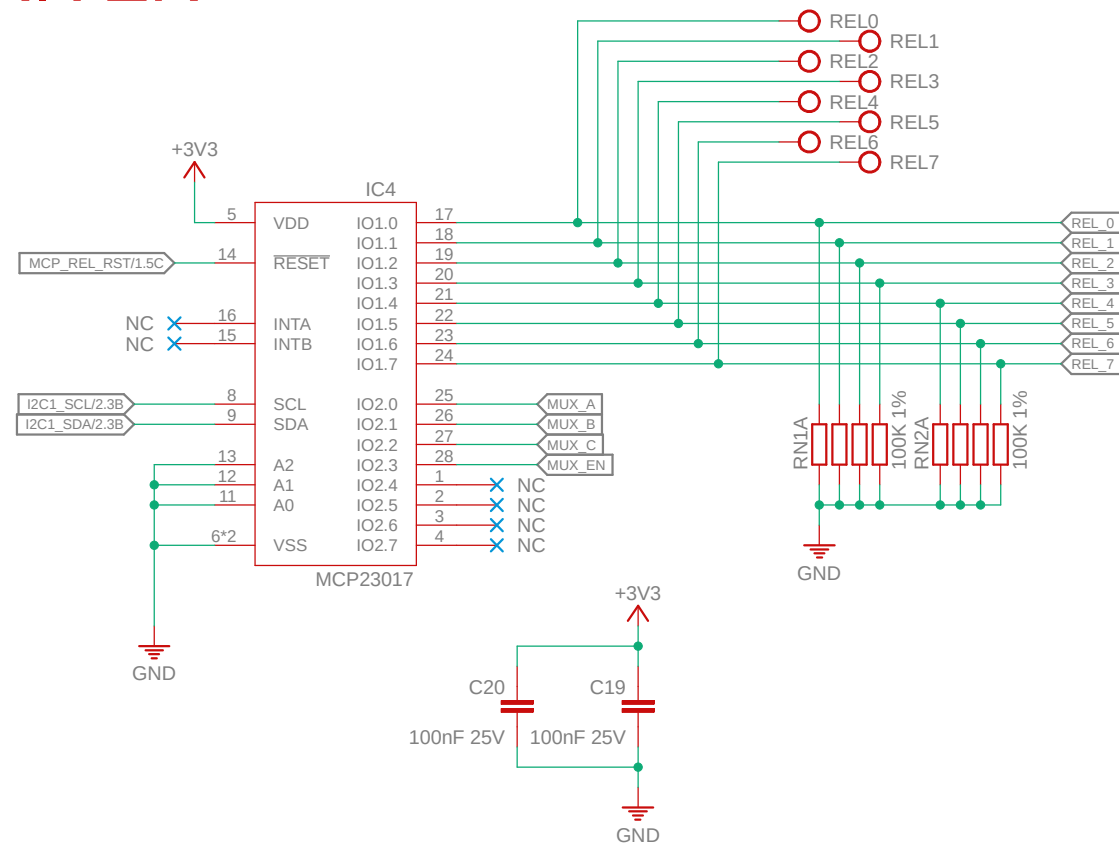 REL0
REL1
REL2
REL3
REL4
REL5
REL6
REL7
+3V3
IC4
5 VDD IO1.0 17 REL_0
IO1.1 18 REL_1
MCP_REL_RST/1.5C 14 RESET IO1.2 19 REL_2
IO1.3 20 REL_3
IO1.4 21 REL_4
NC 16 INTA IO1.5 22 REL_5
NC 15 INTB IO1.6 23 REL_6
IO1.7 24 REL_7
I2C1_SCL/2.3B 8 SCL IO2.0 25 MUX_A
I2C1_SDA/2.3B 9 SDA IO2.1 26 MUX_B
IO2.2 27 MUX_C
13 A2 IO2.3 28 MUX_EN
12 A1 IO2.4 1 NC
11 A0 IO2.5 2 NC
IO2.6 3 NC
6*2 VSS IO2.7 4 NC
MCP23017
RN1A
100K 1%
RN2A
100K 1%
GND
GND
+3V3
C20 C19
100nF 25V 100nF 25V
GND